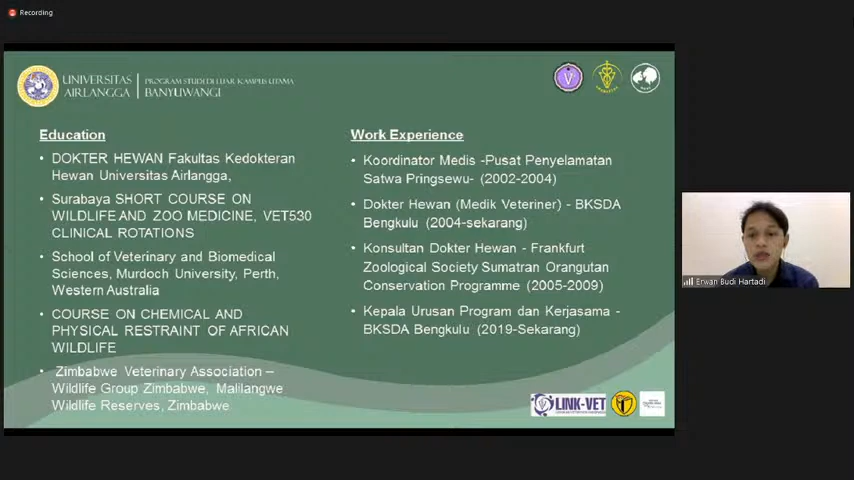 Recording
UNIVERSITAS
AIRLANGGA
PROGRAM STUDI DI LUAR KAMPUS UTAMA
BANYUWANGI
Education
• DOKTER HEWAN Fakultas Kedokteran
Hewan Universitas Airlangga,
• Surabaya SHORT COURSE ON
WILDLIFE AND ZOO MEDICINE, VET530
CLINICAL ROTATIONS
• School of Veterinary and Biomedical
Sciences, Murdoch University, Perth,
Western Australia
• COURSE ON CHEMICAL AND
PHYSICAL RESTRAINT OF AFRICAN
WILDLIFE
• Zimbabwe Veterinary Association –
Wildlife Group Zimbabwe, Malilangwe
Wildlife Reserves, Zimbabwe
Work Experience
• Koordinator Medis -Pusat Penyelamatan
Satwa Pringsewu- (2002-2004)
• Dokter Hewan (Medik Veteriner) - BKSDA
Bengkulu (2004-sekarang)
• Konsultan Dokter Hewan - Frankfurt
Zoological Society Sumatran Orangutan
Conservation Programme (2005-2009)
• Kepala Urusan Program dan Kerjasama -
BKSDA Bengkulu (2019-Sekarang)
LINK-VET
Erwan Budi Hartadi